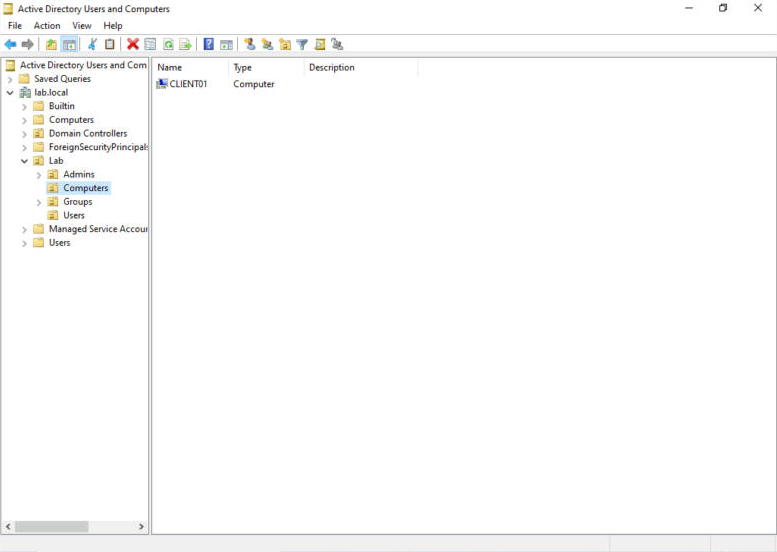 Active Directory Users and Computers
File Action View Help
Active Directory Users and Com
Saved Queries
lab.local
Builtin
Computers
Domain Controllers
ForeignSecurityPrincipals
Lab
Admins
Computers
Groups
Users
Managed Service Accour
Users
Name Type Description
CLIENT01 Computer